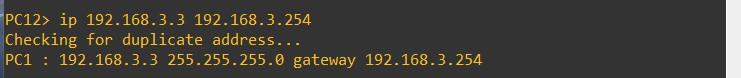 PC12> ip 192.168.3.3 192.168.3.254
Checking for duplicate address...
PC1 : 192.168.3.3 255.255.255.0 gateway 192.168.3.254